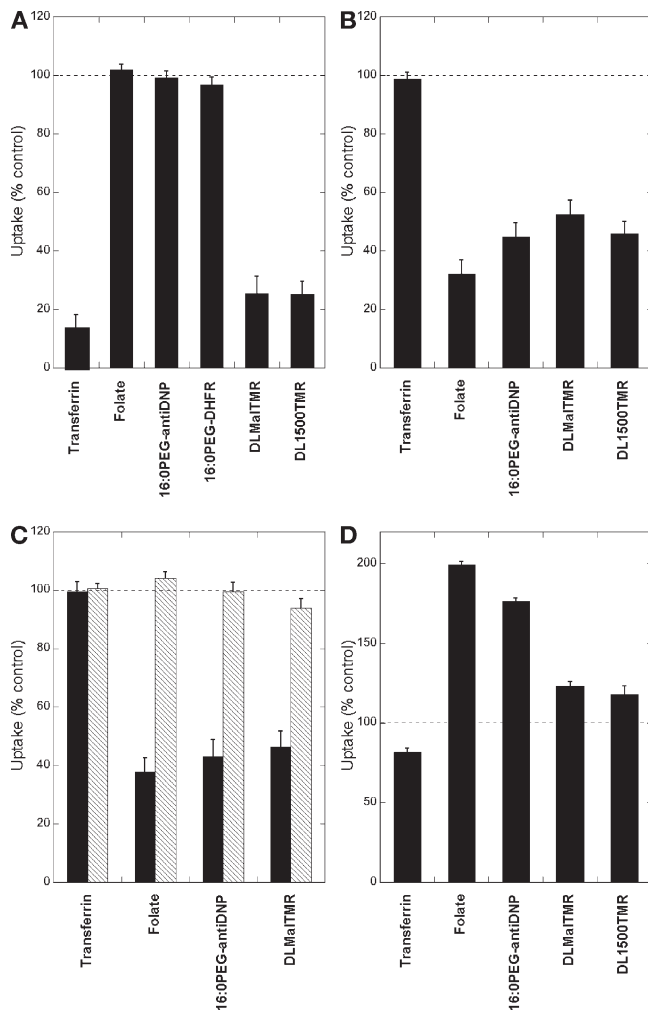 A
120
100
80
60
40
20
0
Uptake (% control)
Transferrin
Folate
16:0PEG-antiDNP
16:0PEG-DHFR
DLMalTMR
DL1500TMR
B
120
100
80
60
40
20
0
Uptake (% control)
Transferrin
Folate
16:0PEG-antiDNP
DLMalTMR
DL1500TMR
C
120
100
80
60
40
20
0
Uptake (% control)
Transferrin
Folate
16:0PEG-antiDNP
DLMalTMR
D
200
150
100
50
0
Uptake (% control)
Transferrin
Folate
16:0PEG-antiDNP
DLMalTMR
DL1500TMR